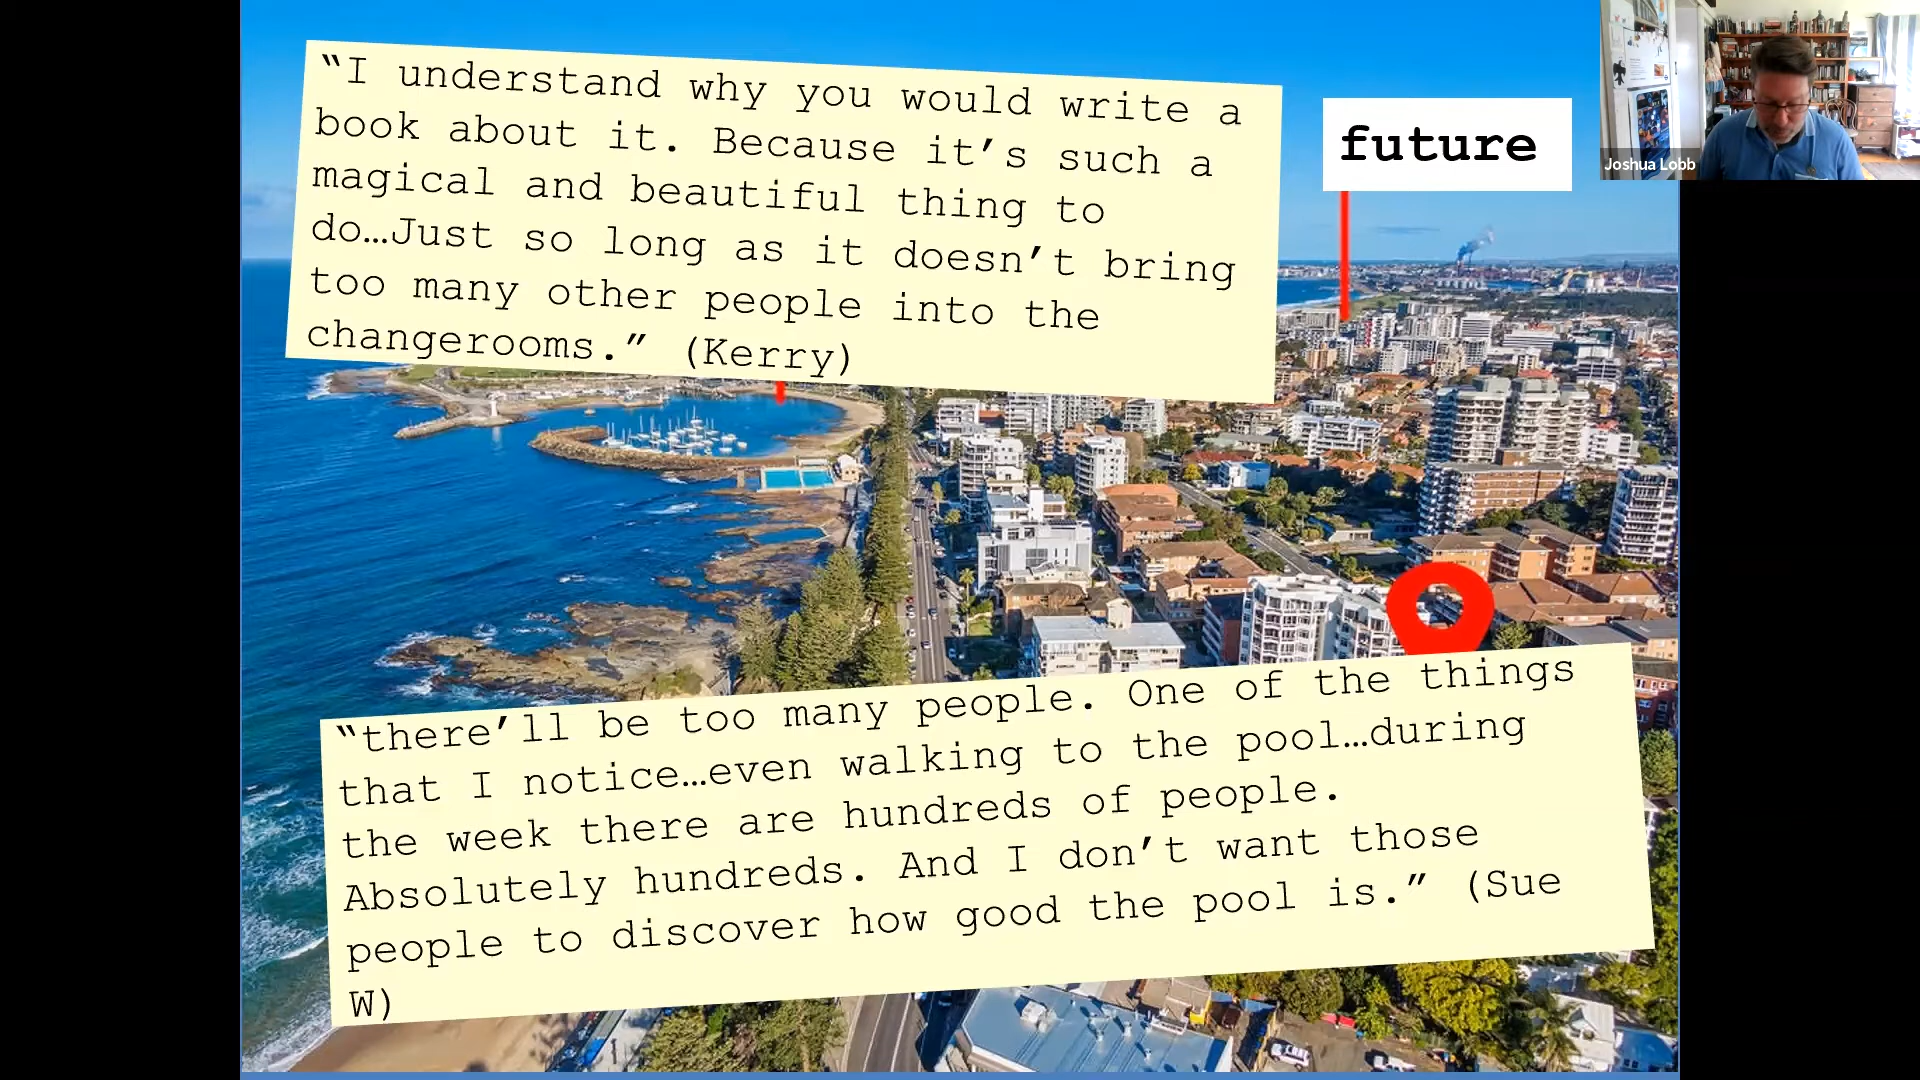 “I understand why you would write a
book about it. Because it’s such a
magical and beautiful thing to
do…Just so long as it doesn’t bring
too many other people into the
changerooms.” (Kerry)
future
Joshua Lobb
“there’ll be too many people. One of the things
that I notice…even walking to the pool…during
the week there are hundreds of people.
Absolutely hundreds. And I don’t want those
people to discover how good the pool is.” (Sue
W)